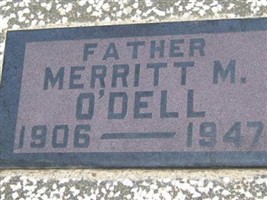 FATHER
MERRITT M.
O'DELL
1906 — 1947